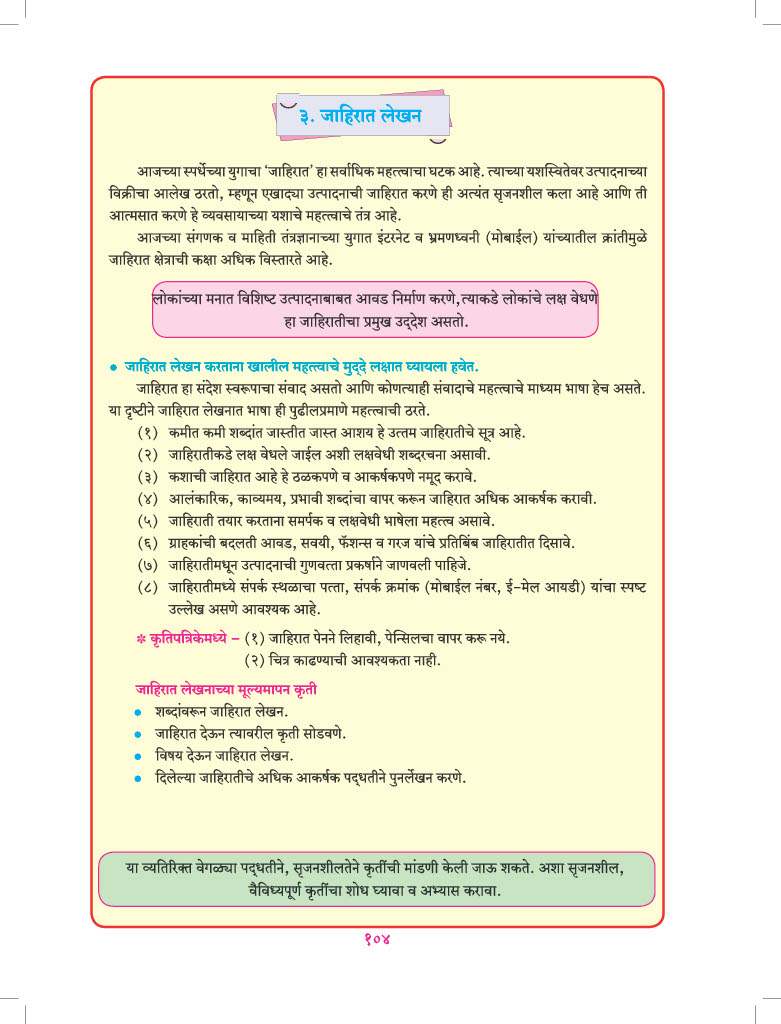 ३. जाहिरात लेखन
आजच्या स्पर्धेच्या युगाचा ‘जाहिरात’ हा सर्वाधिक महत्त्वाचा घटक आहे. त्याच्या यशस्वितेवर उत्पादनाच्या
विक्रीचा आलेख ठरतो, म्हणून एखाद्या उत्पादनाची जाहिरात करणे ही अत्यंत सृजनशील कला आहे आणि ती
आत्मसात करणे हे व्यवसायाच्या यशाचे महत्त्वाचे तंत्र आहे.
आजच्या संगणक व माहिती तंत्रज्ञानाच्या युगात इंटरनेट व भ्रमणध्वनी (मोबाईल) यांच्यातील क्रांतीमुळे
जाहिरात क्षेत्राची कक्षा अधिक विस्तारते आहे.
लोकांच्या मनात विशिष्ट उत्पादनाबाबत आवड निर्माण करणे, त्याकडे लोकांचे लक्ष वेधणे
हा जाहिरातीचा प्रमुख उद्देश असतो.
● जाहिरात लेखन करताना खालील महत्त्वाचे मुद्दे लक्षात घ्यायला हवेत.
जाहिरात हा संदेश स्वरूपाचा संवाद असतो आणि कोणत्याही संवादाचे महत्त्वाचे माध्यम भाषा हेच असते.
या दृष्टीने जाहिरात लेखनात भाषा ही पुढीलप्रमाणे महत्त्वाची ठरते.
(१) कमीत कमी शब्दांत जास्तीत जास्त आशय हे उत्तम जाहिरातीचे सूत्र आहे.
(२) जाहिरातीकडे लक्ष वेधले जाईल अशी लक्षवेधी शब्दरचना असावी.
(३) कशाची जाहिरात आहे हे ठळकपणे व आकर्षकपणे नमूद करावे.
(४) आलंकारिक, काव्यमय, प्रभावी शब्दांचा वापर करून जाहिरात अधिक आकर्षक करावी.
(५) जाहिराती तयार करताना समर्पक व लक्षवेधी भाषेला महत्त्व असावे.
(६) ग्राहकांची बदलती आवड, सवयी, फॅशन्स व गरज यांचे प्रतिबिंब जाहिरातीत दिसावे.
(७) जाहिरातीमधून उत्पादनाची गुणवत्ता प्रकर्षाने जाणवली पाहिजे.
(८) जाहिरातीमध्ये संपर्क स्थळाचा पत्ता, संपर्क क्रमांक (मोबाईल नंबर, ई-मेल आयडी) यांचा स्पष्ट
उल्लेख असणे आवश्यक आहे.
✻ कृतिपत्रिकेमध्ये – (१) जाहिरात पेनने लिहावी, पेन्सिलचा वापर करू नये.
(२) चित्र काढण्याची आवश्यकता नाही.
जाहिरात लेखनाच्या मूल्यमापन कृती
● शब्दांवरून जाहिरात लेखन.
● जाहिरात देऊन त्यावरील कृती सोडवणे.
● विषय देऊन जाहिरात लेखन.
● दिलेल्या जाहिरातीचे अधिक आकर्षक पद्धतीने पुनर्लेखन करणे.
या व्यतिरिक्त वेगळ्या पद्धतीने, सृजनशीलतेने कृतींची मांडणी केली जाऊ शकते. अशा सृजनशील,
वैविध्यपूर्ण कृतींचा शोध घ्यावा व अभ्यास करावा.
१०४